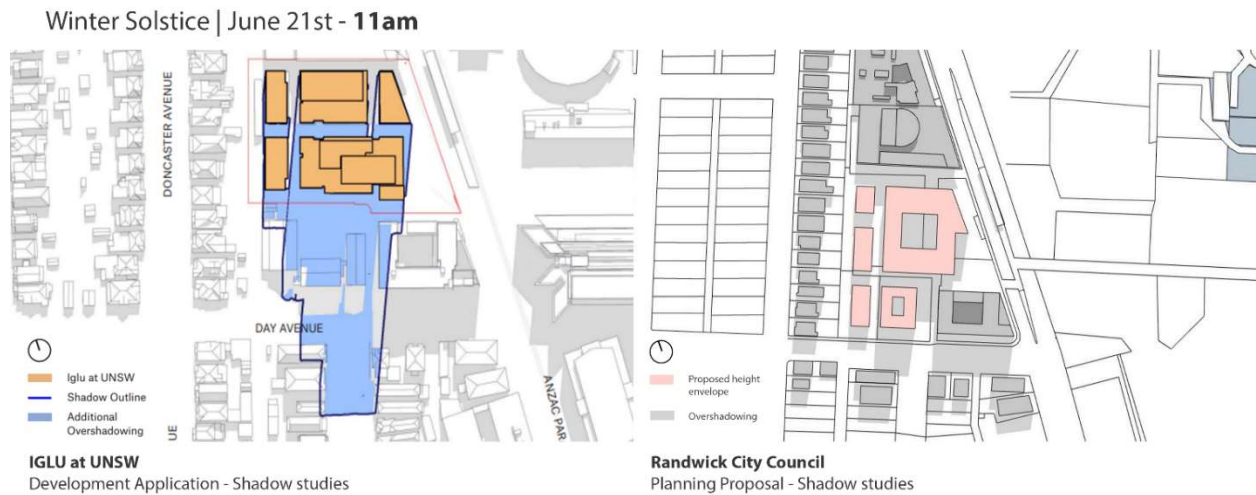 Winter Solstice | June 21st - 11am
DONCASTER AVENUE
DAY AVENUE
UE
ANZAC PAR
Iglu at UNSW
Shadow Outline
Additional
Overshadowing
IGLU at UNSW
Development Application - Shadow studies
Proposed height
envelope
Overshadowing
Randwick City Council
Planning Proposal - Shadow studies